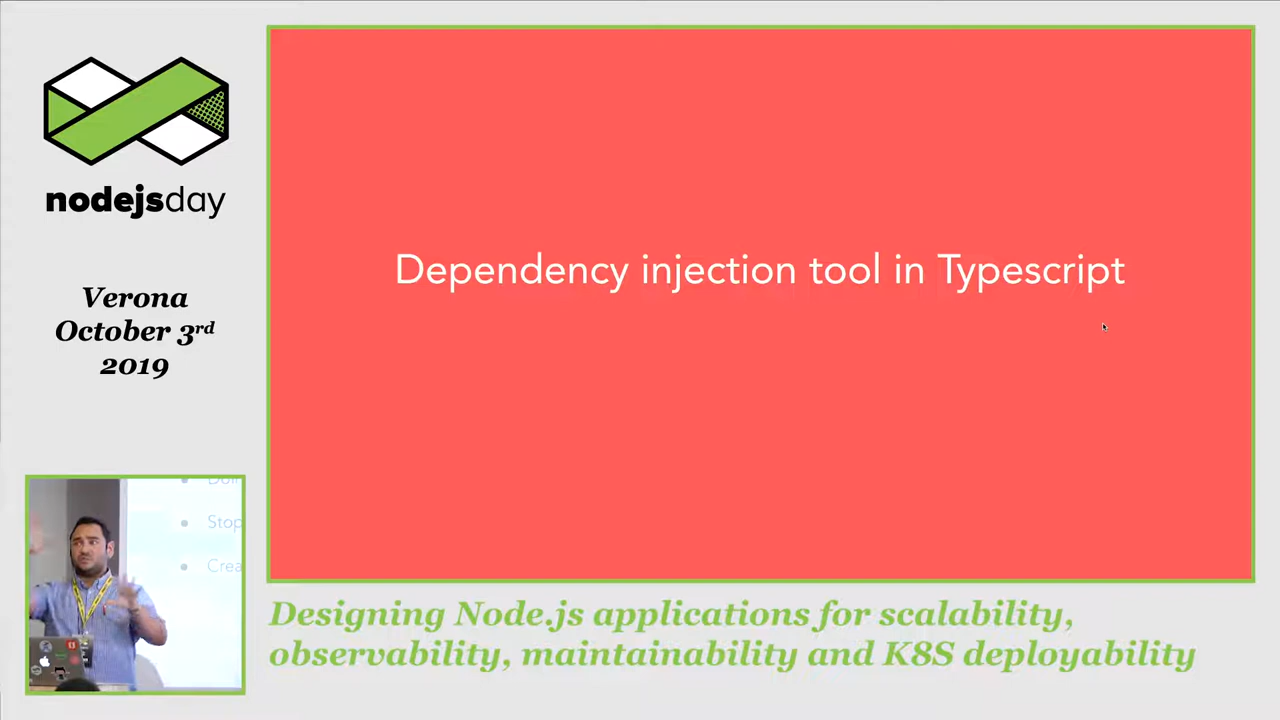 nodejsday
Verona
October 3rd
2019
Dependency injection tool in Typescript
Stop
Crea
Designing Node.js applications for scalability,
observability, maintainability and K8S deployability